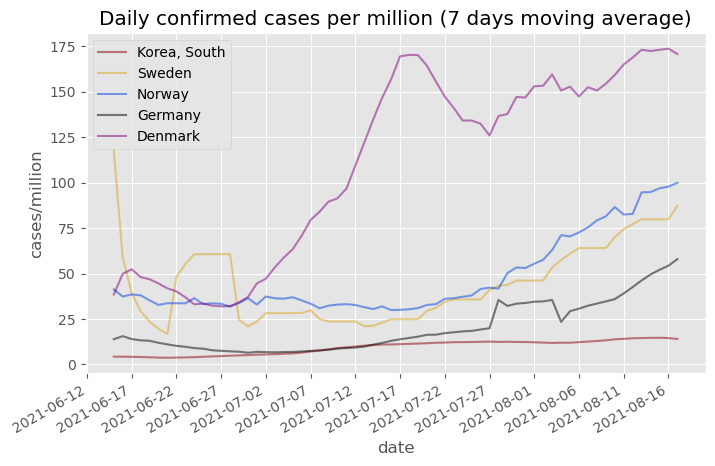 Daily confirmed cases per million (7 days moving average)
175
150
125
100
75
50
25
0
cases/million
Korea, South
Sweden
Norway
Germany
Denmark
2021-06-12
2021-06-17
2021-06-22
2021-06-27
2021-07-02
2021-07-07
2021-07-12
2021-07-17
2021-07-22
2021-07-27
2021-08-01
2021-08-06
2021-08-11
2021-08-16
date